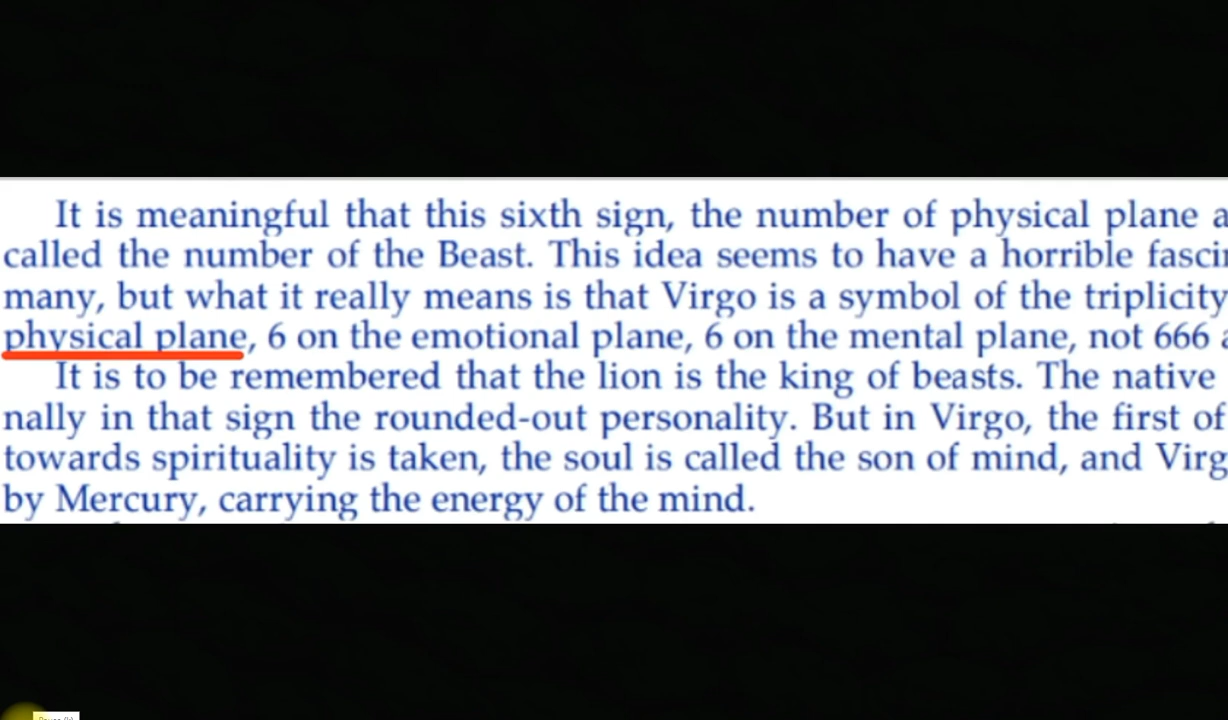 It is meaningful that this sixth sign, the number of physical plane
called the number of the Beast. This idea seems to have a horrible
many, but what it really means is that Virgo is a symbol of the triplicity
physical plane, 6 on the emotional plane, 6 on the mental plane, not 666
It is to be remembered that the lion is the king of beasts. The native
nally in that sign the rounded-out personality. But in Virgo, the first of
towards spirituality is taken, the soul is called the son of mind, and
by Mercury, carrying the energy of the mind.